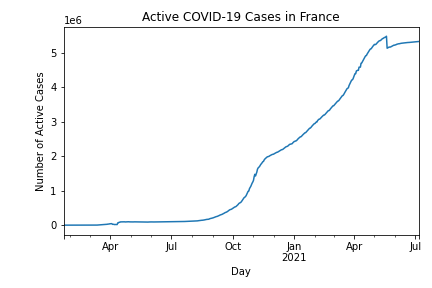 Active COVID-19 Cases in France
1e6
Number of Active Cases
5
4
3
2
1
0
Apr
Jul
Oct
Jan
2021
Apr
Jul
Day